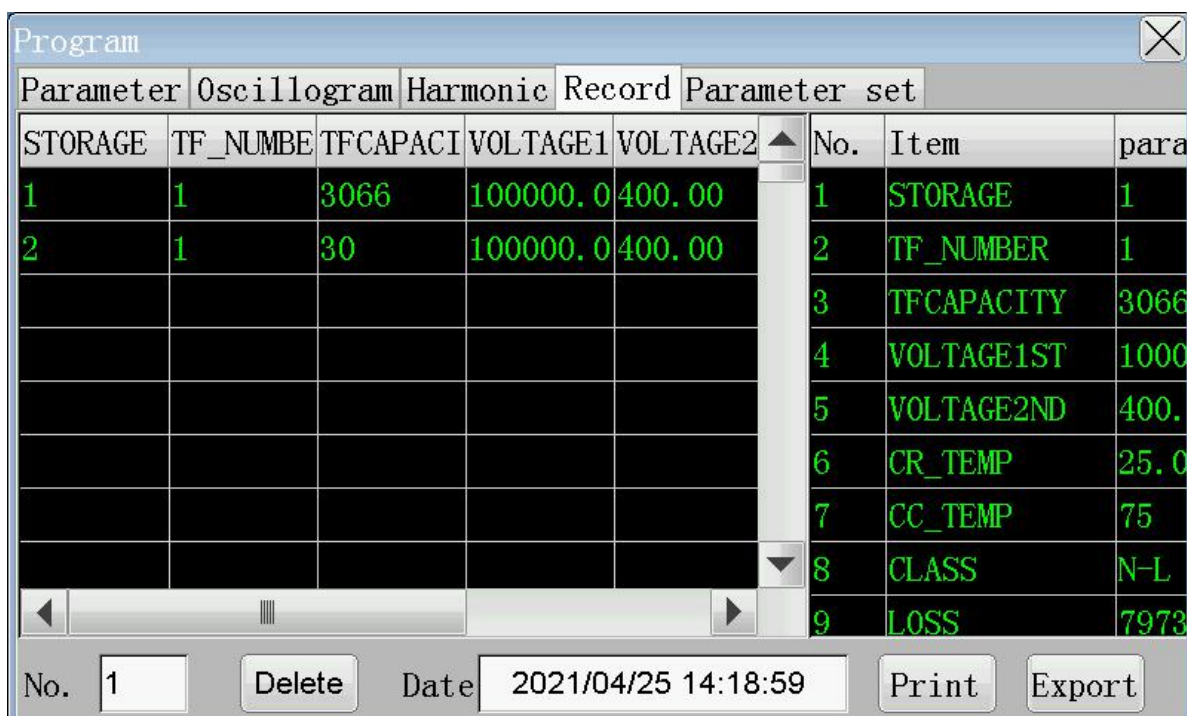 Program
Parameter Oscillogram Harmonic Record Parameter set
STORAGE TF_NUMBE TFCAPACI VOLTAGE1 VOLTAGE2 No. Item para
1 1 3066 100000.0 400.00 1 STORAGE 1
2 1 30 100000.0 400.00 2 TF_NUMBER 1
3 TFCAPACITY 3066
4 VOLTAGE1ST 1000
5 VOLTAGE2ND 400.
6 CR_TEMP 25.0
7 CC_TEMP 75
8 CLASS N-L
9 LOSS 7973
No. 1 Delete Date 2021/04/25 14:18:59 Print Export